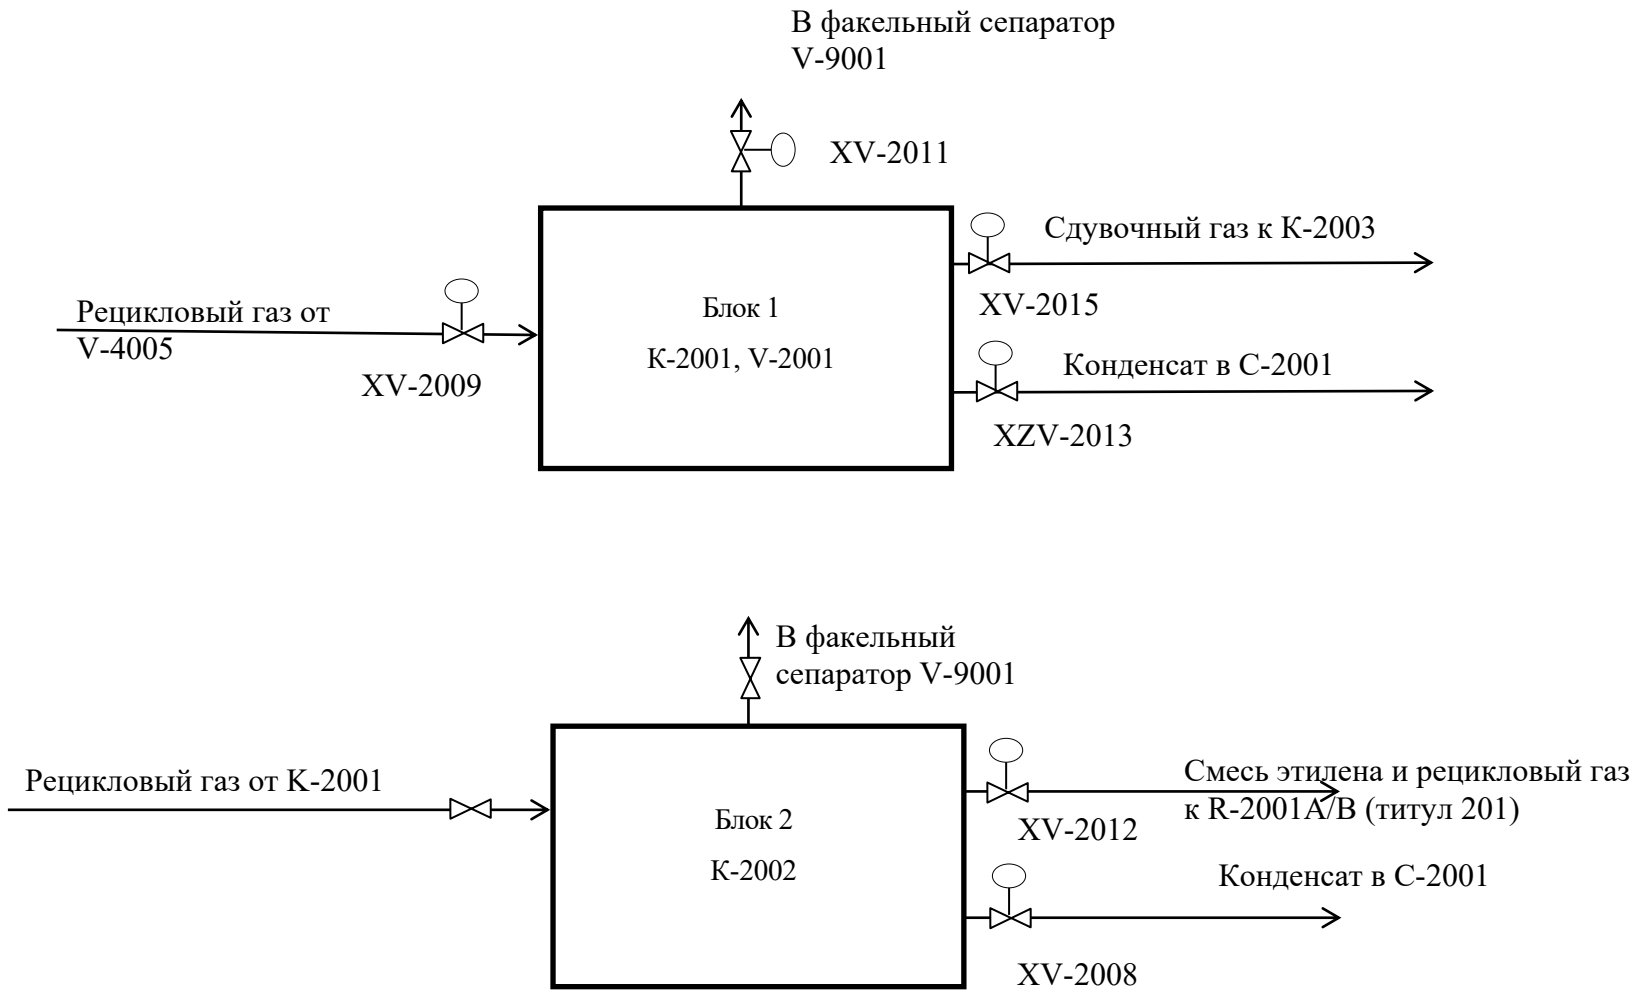 В факельный сепаратор
V-9001
XV-2011
Сдувочный газ к К-2003
XV-2015
Рецикловый газ от
V-4005
XV-2009
Блок 1
К-2001, V-2001
Конденсат в С-2001
XZV-2013
В факельный
сепаратор V-9001
Рецикловый газ от К-2001
Блок 2
К-2002
Смесь этилена и рецикловый газ
к R-2001А/В (титул 201)
XV-2012
Конденсат в С-2001
XV-2008